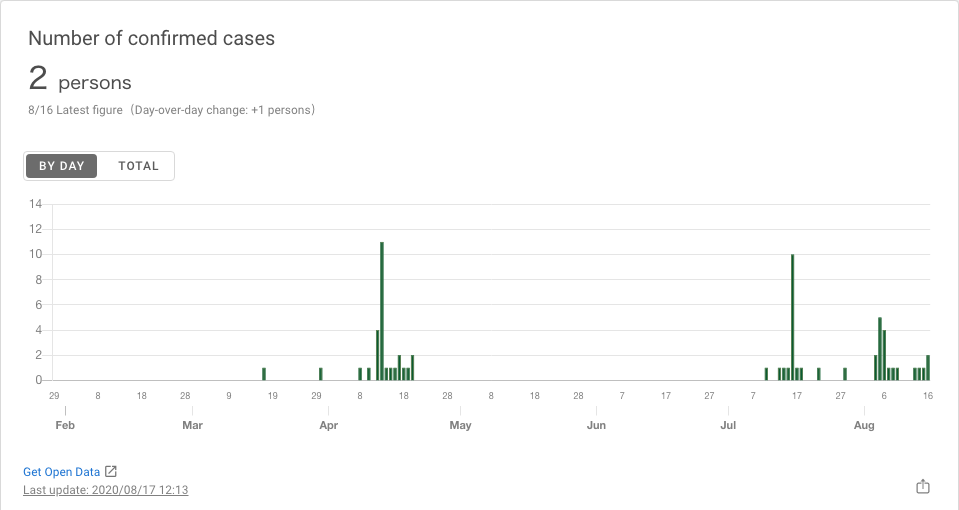 Number of confirmed cases
2 persons
8/16 Latest figure（Day-over-day change: +1 persons）
BY DAY TOTAL
14
12
10
8
6
4
2
0
29 8 18 28 9 19 29 8 18 28 8 18 28 7 17 27 7 17 27 6 16
Feb Mar Apr May Jun Jul Aug
Get Open Data
Last update: 2020/08/17 12:13